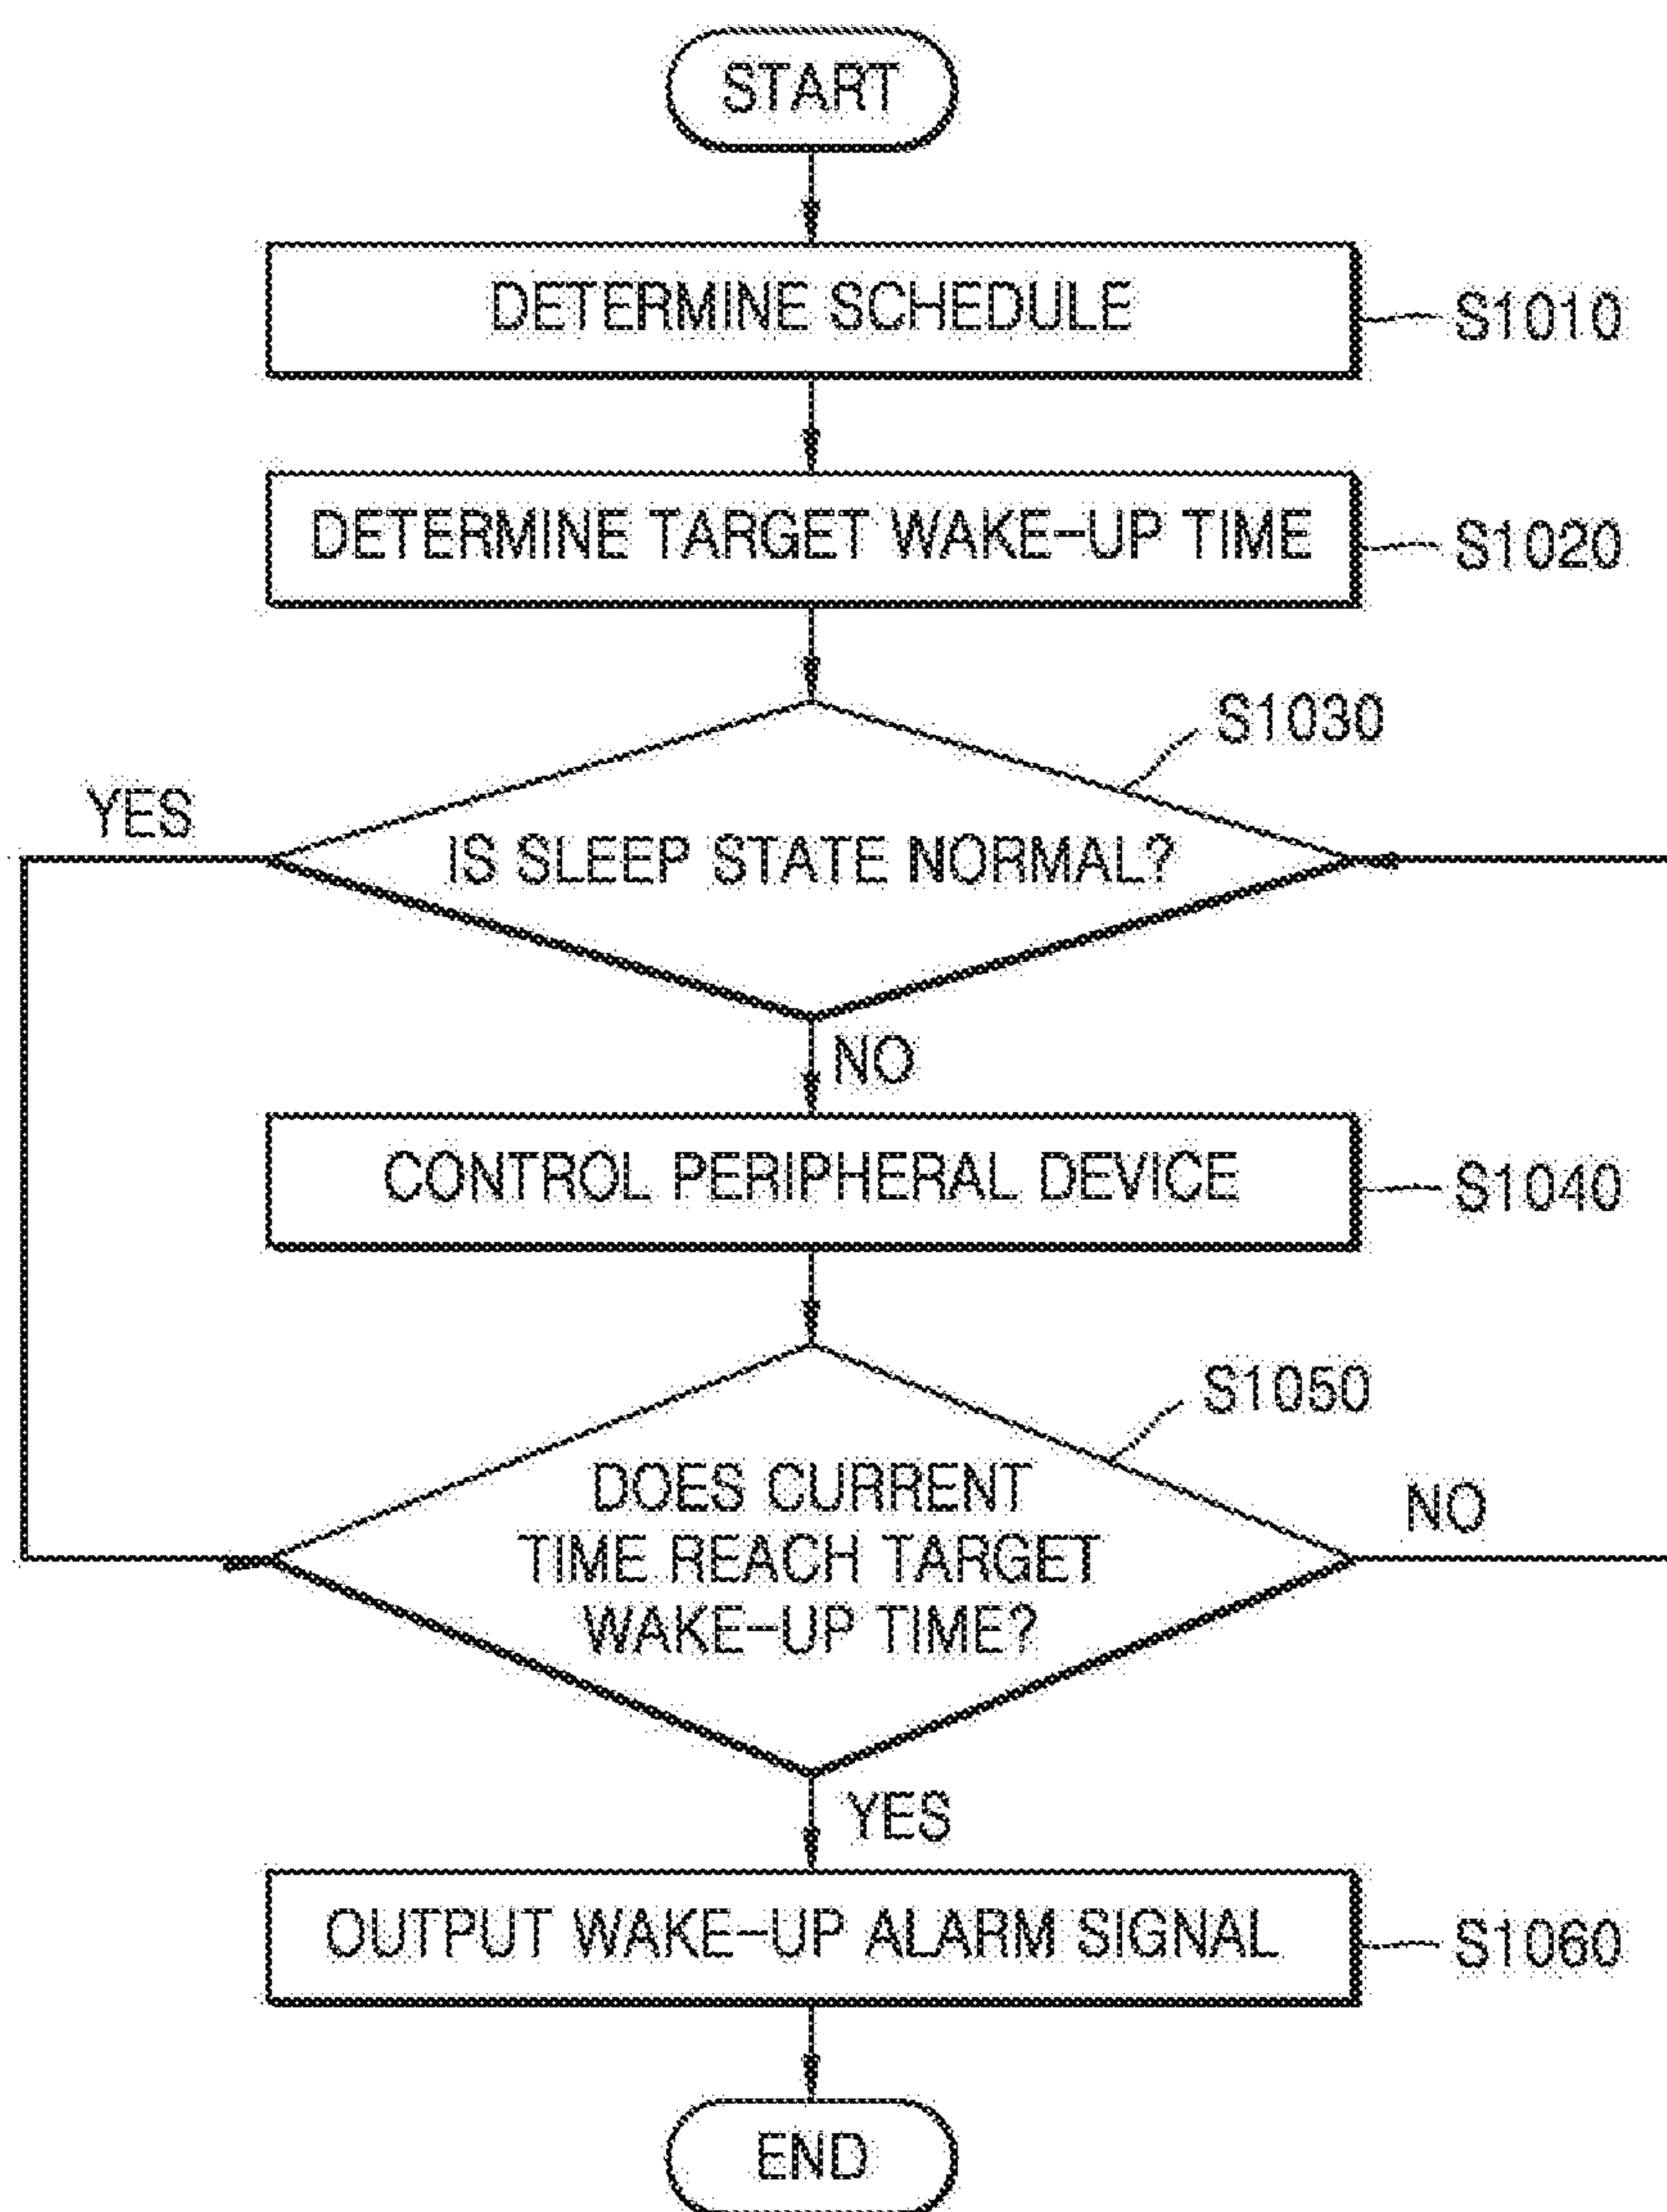 START
DETERMINE SCHEDULE
S1010
DETERMINE TARGET WAKE-UP TIME
S1020
S1030
YES
IS SLEEP STATE NORMAL?
NO
CONTROL PERIPHERAL DEVICE
S1040
S1050
DOES CURRENT
TIME REACH TARGET
WAKE-UP TIME?
NO
YES
OUTPUT WAKE-UP ALARM SIGNAL
S1060
END